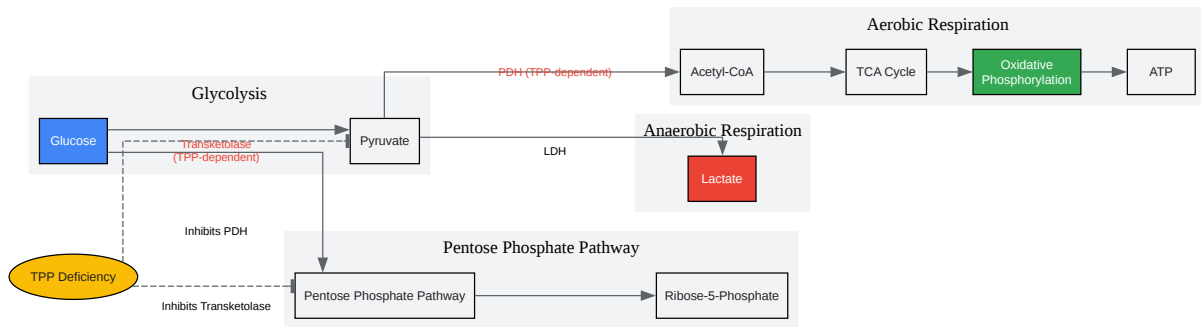 Aerobic Respiration
Acetyl-CoA
TCA Cycle
Oxidative
Phosphorylation
ATP
PDH (TPP-dependent)
Glycolysis
Glucose
Pyruvate
Transketolase
(TPP-dependent)
Anaerobic Respiration
LDH
Lactate
Inhibits PDH
Pentose Phosphate Pathway
TPP Deficiency
Pentose Phosphate Pathway
Ribose-5-Phosphate
Inhibits Transketolase